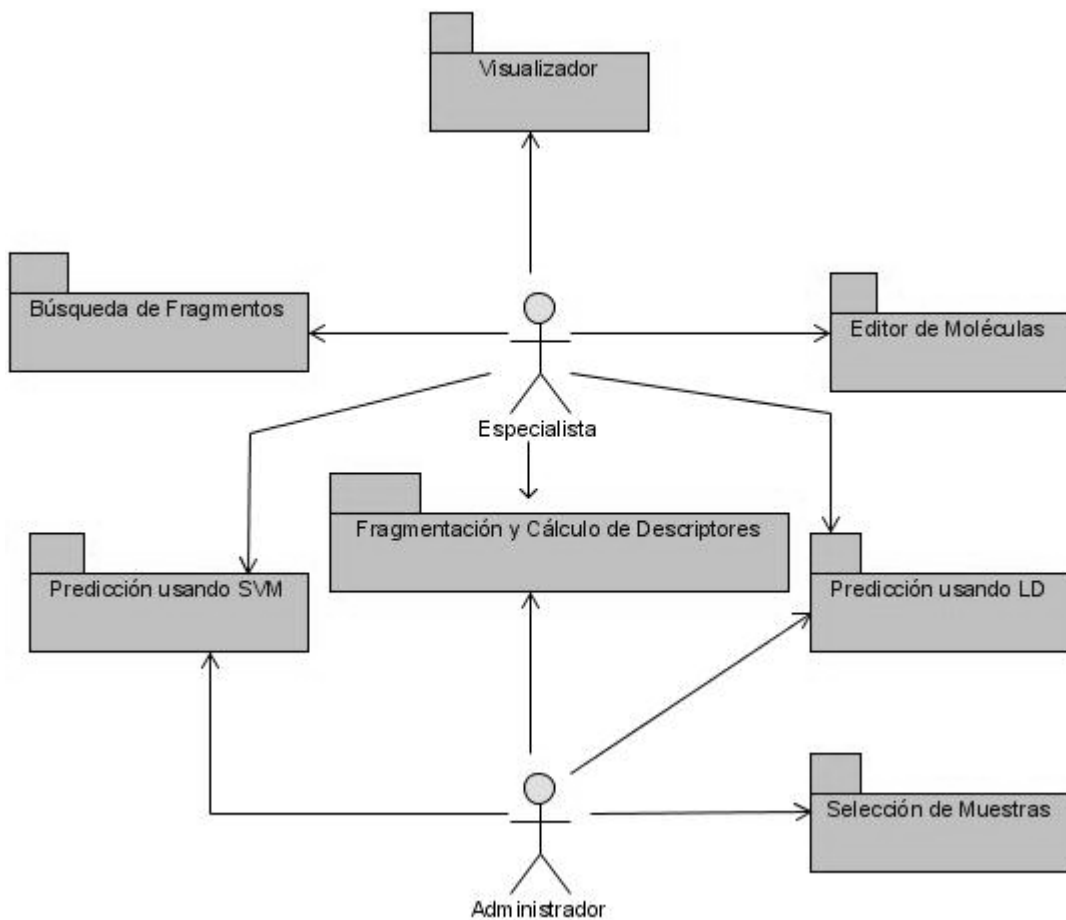 Visualizador
Búsqueda de Fragmentos
Editor de Moléculas
Especialista
Fragmentación y Cálculo de Descriptores
Predicción usando SVM
Predicción usando LD
Selección de Muestras
Administrador